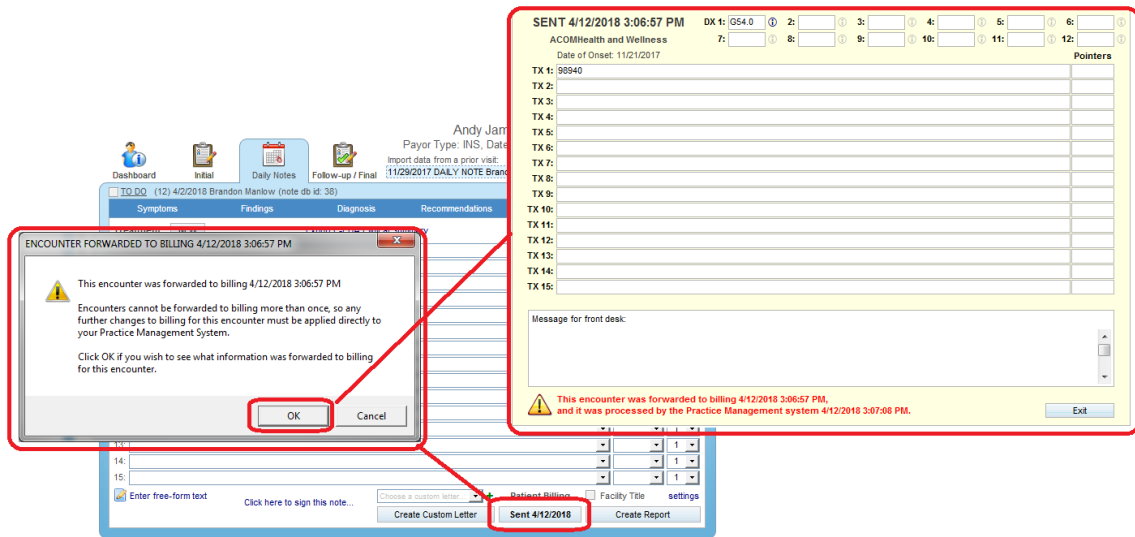 SENT 4/12/2018 3:06:57 PM DX 1: G54.0 2: 3: 4: 5: 6:
ACOMHealth and Wellness 7: 8: 9: 10: 11: 12:
Date of Onset: 11/21/2017 Pointers
TX 1: 98940
TX 2:
TX 3:
TX 4:
TX 5:
TX 6:
TX 7:
TX 8:
TX 9:
TX 10:
TX 11:
TX 12:
TX 13:
TX 14:
TX 15:
Message for front desk:
This encounter was forwarded to billing 4/12/2018 3:06:57 PM,
and it was processed by the Practice Management system 4/12/2018 3:07:08 PM.
Exit
Andy Jam
Payor Type: INS, Date
Import data from a prior visit:
11/29/2017 DAILY NOTE Brand
Dashboard Initial Daily Notes Follow-up / Final
TO DO (12) 4/2/2018 Brandon Manlow (note db id: 38)
Symptoms Findings Diagnosis Recommendations
ENCOUNTER FORWARDED TO BILLING 4/12/2018 3:06:57 PM
This encounter was forwarded to billing 4/12/2018 3:06:57 PM
Encounters cannot be forwarded to billing more than once, so any
further changes to billing for this encounter must be applied directly to
your Practice Management System.
Click OK if you wish to see what information was forwarded to billing
for this encounter.
OK Cancel
13: 1
14: 1
15: 1
Enter free-form text Click here to sign this note... Choose a custom letter... + Patient Billing Facility Title settings
Create Custom Letter Sent 4/12/2018 Create Report